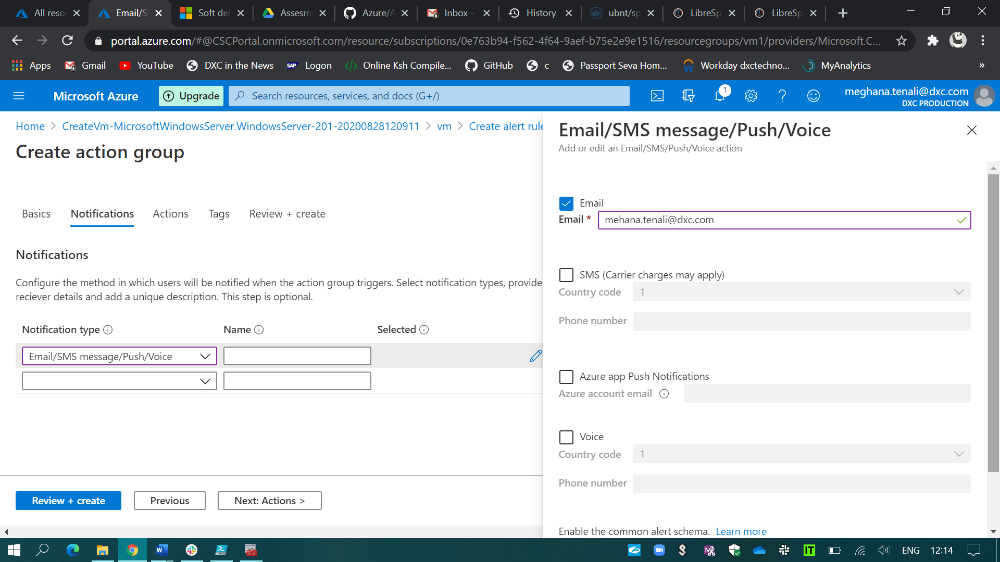 All reso
Email/S
Soft del
Assesm
Azure/A
Inbox -
History
ubnt/sp
LibreSp
LibreSp
portal.azure.com/#@CSCPortal.onmicrosoft.com/resource/subscriptions/0e763b94-f562-4f64-9aef-b75e2e9e1516/resourcegroups/vm1/providers/Microsoft.C...
Apps
Gmail
YouTube
DXC in the News
SAP
Logon
Online Ksh Compile...
GitHub
c
Passport Seva Hom...
Workday dxctechno...
MyAnalytics
»
Microsoft Azure
Upgrade
Search resources, services, and docs (G+/)
1
meghana.tenali@dxc.com
DXC PRODUCTION
Home > CreateVm-MicrosoftWindowsServer.WindowsServer-201-20200828120911 > vm > Create alert rule
Create action group
Basics
Notifications
Actions
Tags
Review + create
Notifications
Configure the method in which users will be notified when the action group triggers. Select notification types, provide
reciever details and add a unique description. This step is optional.
Notification type
Name
Selected
Email/SMS message/Push/Voice
Review + create
Previous
Next: Actions >
Email/SMS message/Push/Voice
Add or edit an Email/SMS/Push/Voice action
Email
Email *
mehana.tenali@dxc.com
SMS (Carrier charges may apply)
Country code
1
Phone number
Azure app Push Notifications
Azure account email
Voice
Country code
1
Phone number
Enable the common alert schema. Learn more
ENG
12:14